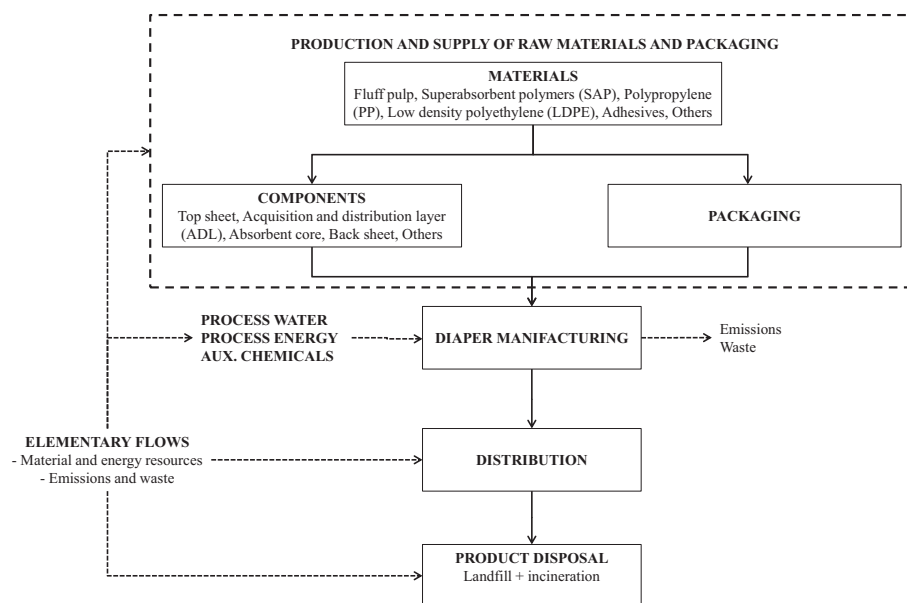 PRODUCTION AND SUPPLY OF RAW MATERIALS AND PACKAGING
MATERIALS
Fluff pulp, Superabsorbent polymers (SAP), Polypropylene
(PP), Low density polyethylene (LDPE), Adhesives, Others
COMPONENTS
Top sheet, Acquisition and distribution layer
(ADL), Absorbent core, Back sheet, Others
PACKAGING
PROCESS WATER
PROCESS ENERGY
AUX. CHEMICALS
DIAPER MANIFACTURING
Emissions
Waste
ELEMENTARY FLOWS
- Material and energy resources
- Emissions and waste
DISTRIBUTION
PRODUCT DISPOSAL
Landfill + incineration